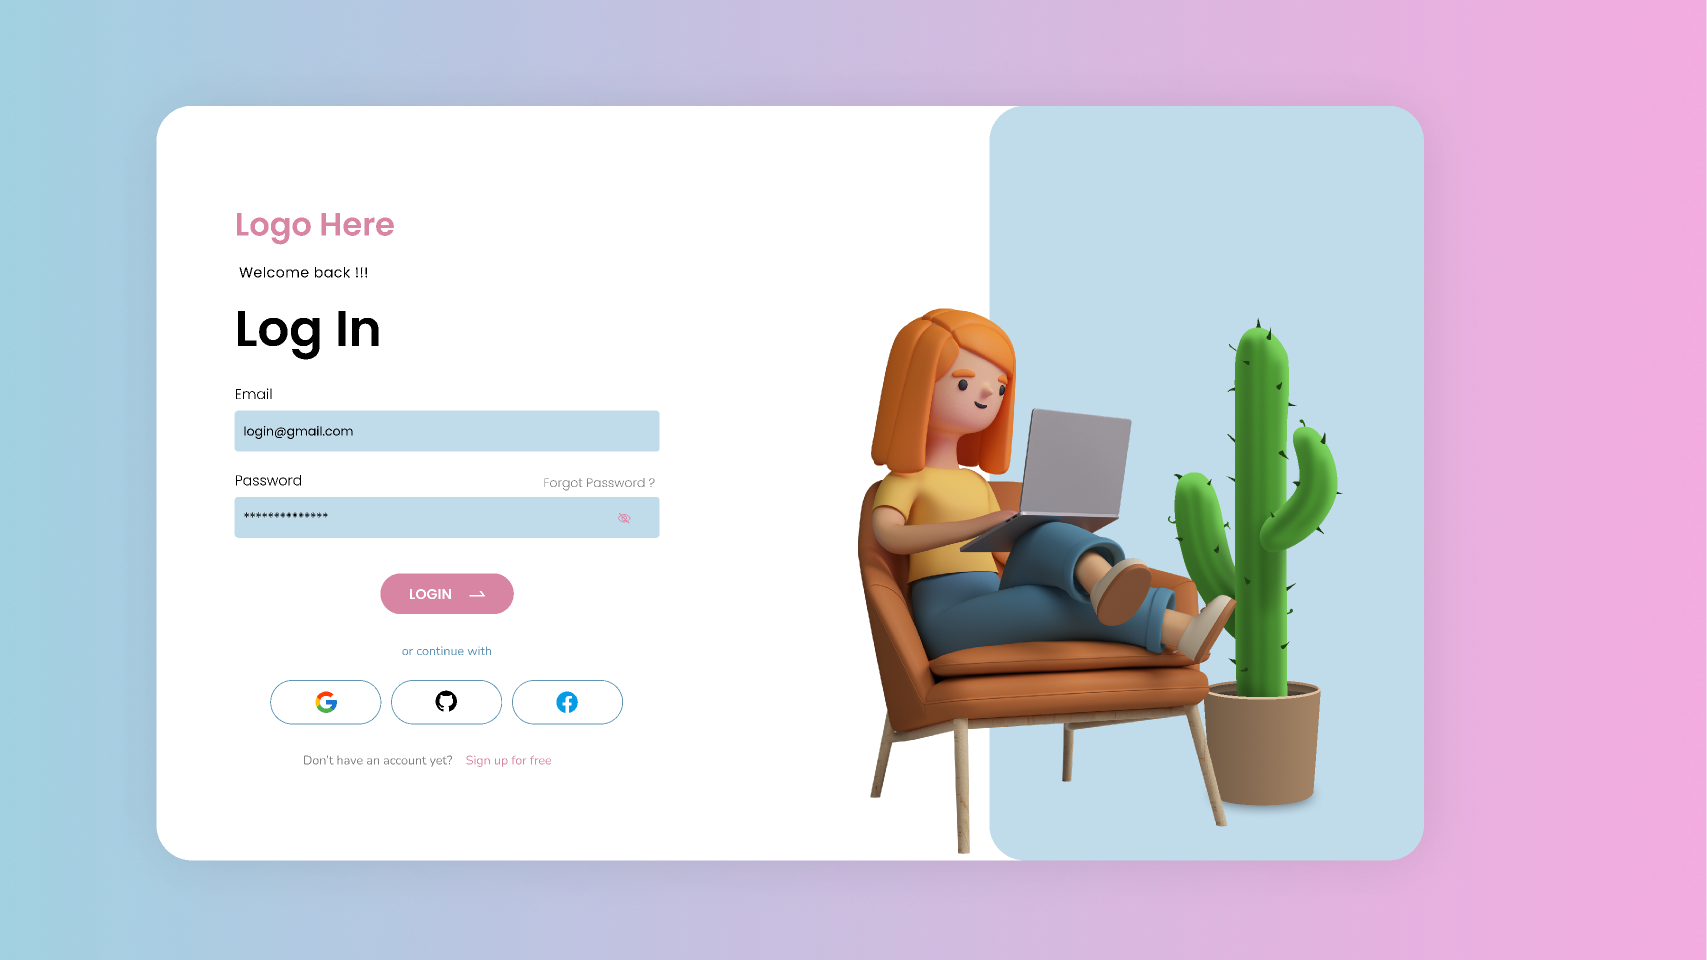 Logo Here
Welcome back !!!
Log In
Email
login@gmail.com
Password
Forgot Password ?
**************
LOGIN
or continue with
Don't have an account yet? Sign up for free